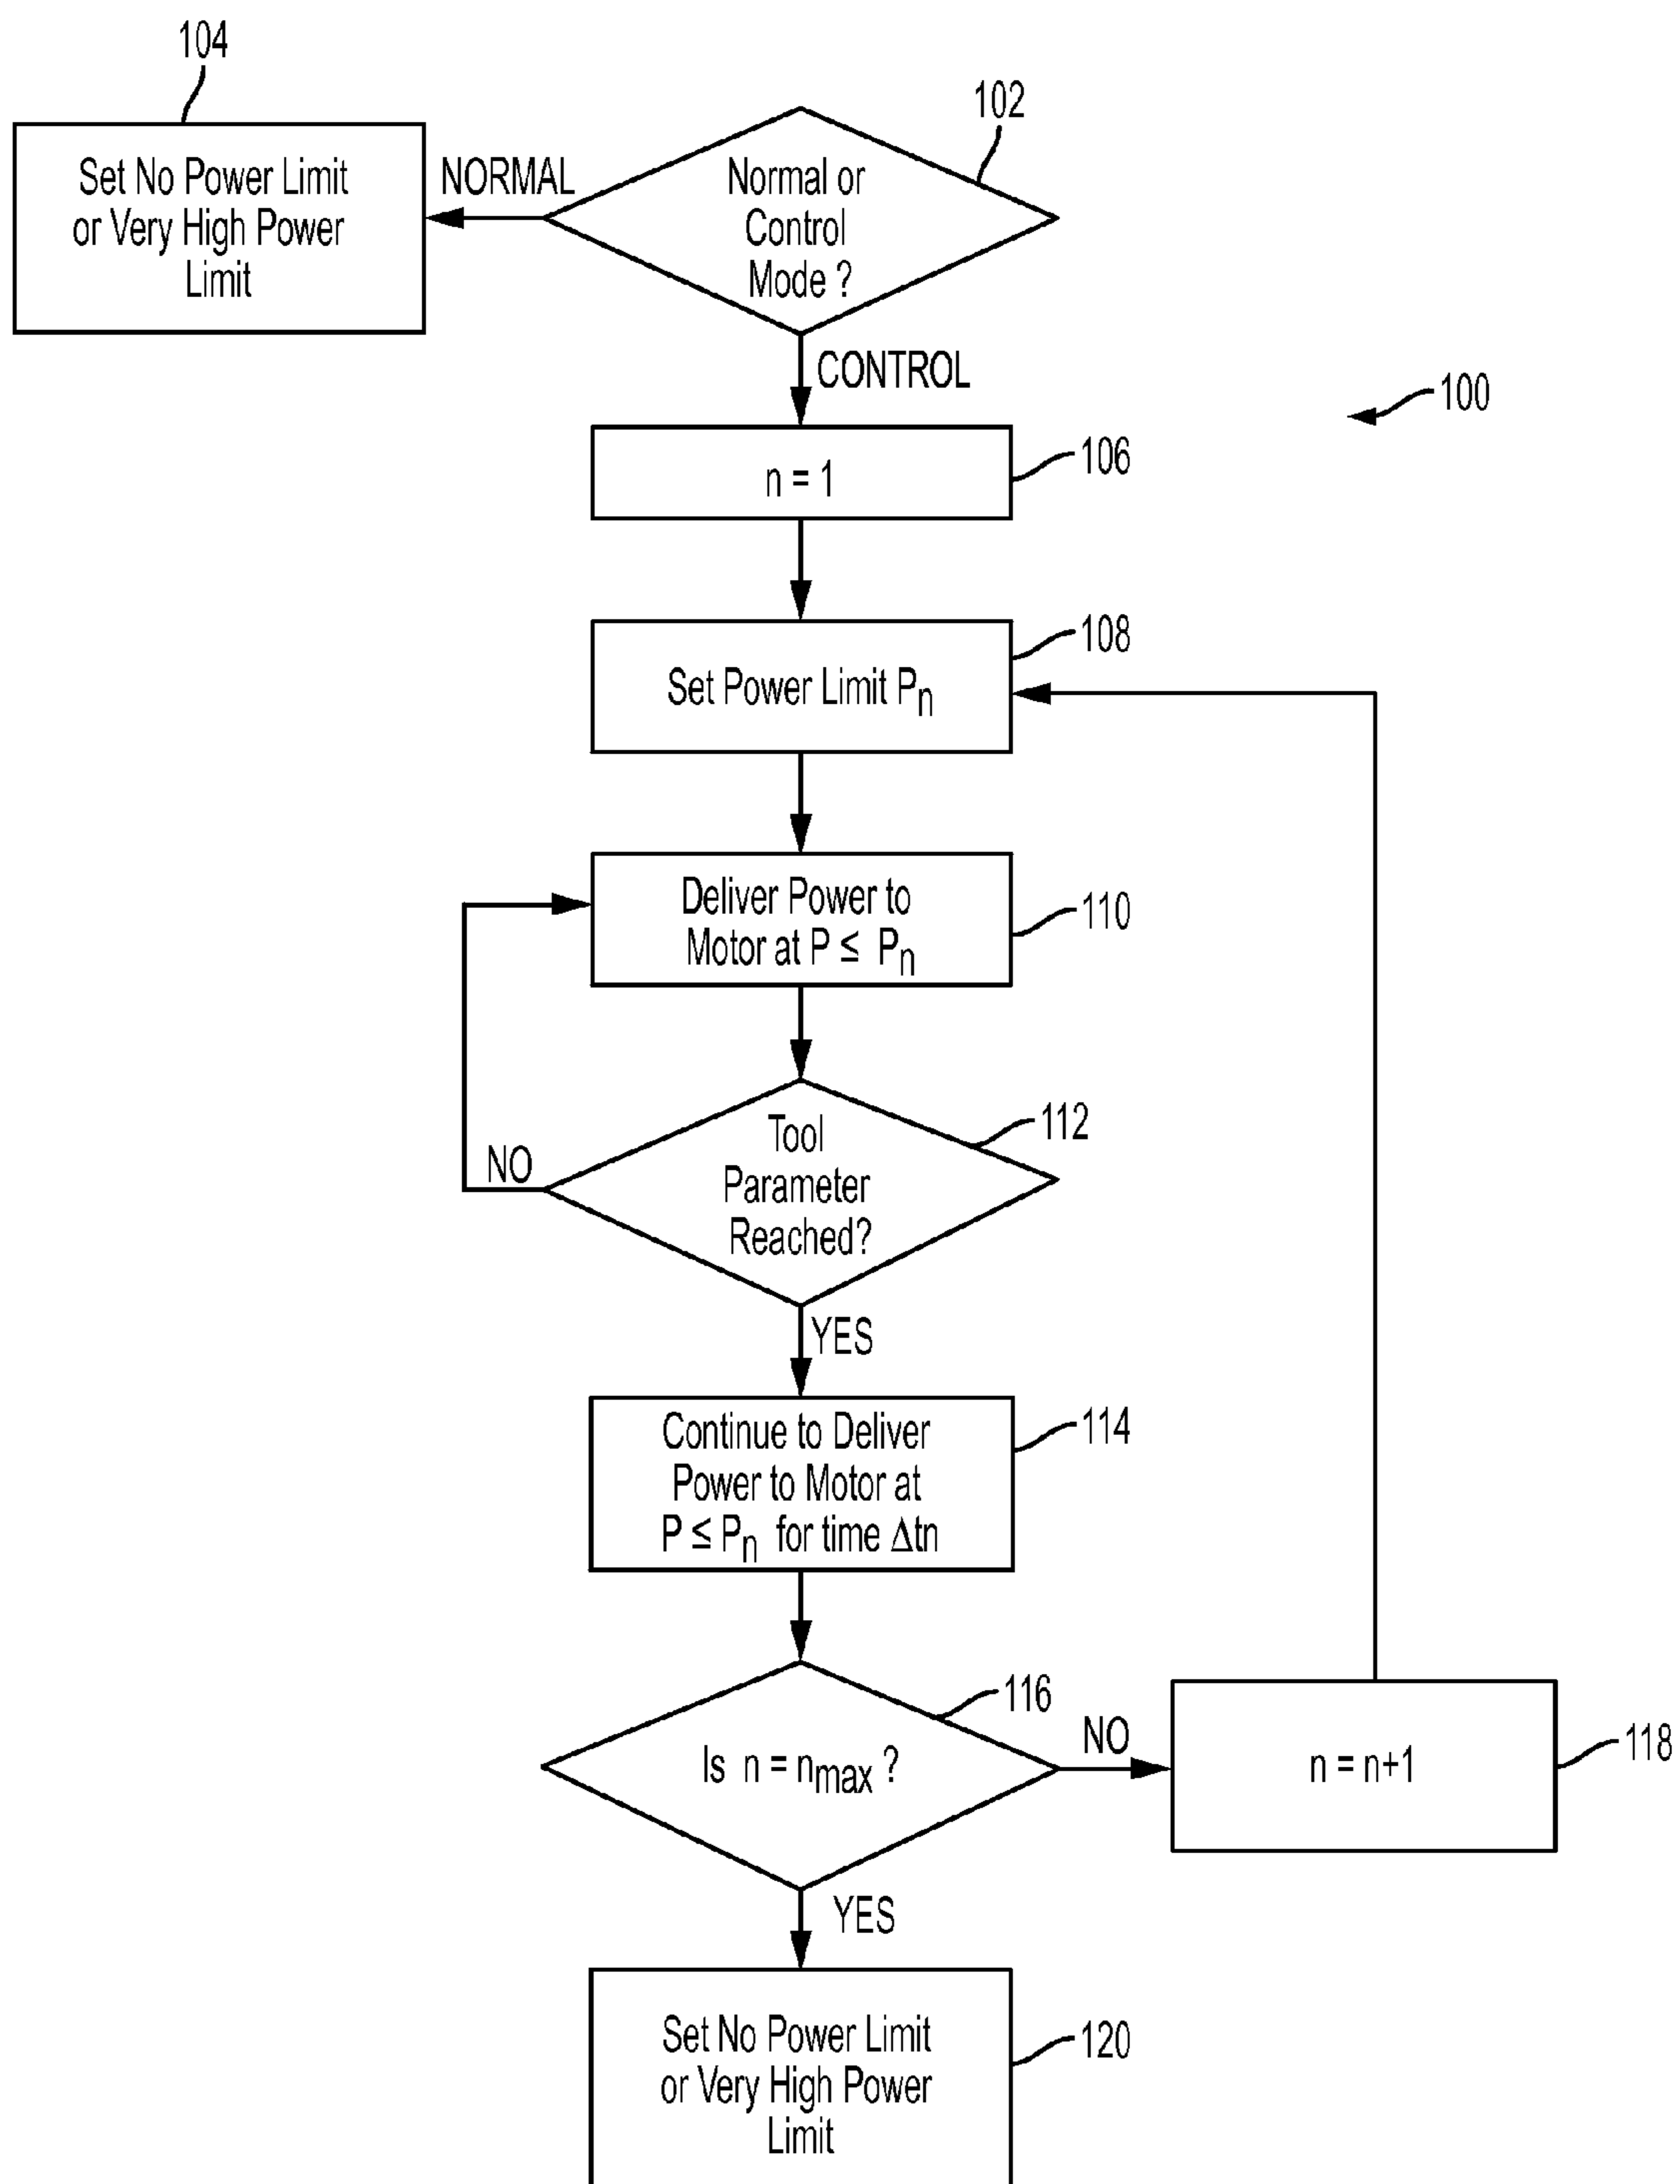 104
102
Set No Power Limit
or Very High Power
Limit
NORMAL
Normal or
Control
Mode ?
CONTROL
100
n = 1
106
Set Power Limit Pn
108
Deliver Power to
Motor at P ≤ Pn
110
Tool
Parameter
Reached?
112
NO
YES
Continue to Deliver
Power to Motor at
P ≤ Pn for time Δtn
114
Is n = nmax ?
116
NO
n = n+1
118
YES
Set No Power Limit
or Very High Power
Limit
120